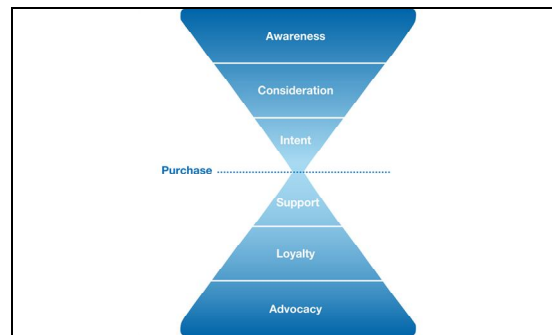 Awareness
Consideration
Intent
Purchase
Support
Loyalty
Advocacy